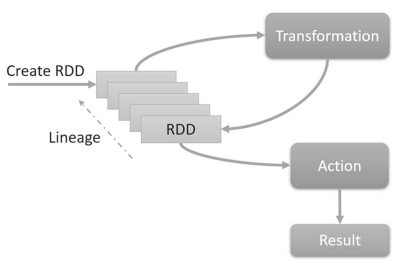 Transformation
Create RDD
Lineage
RDD
Action
Result